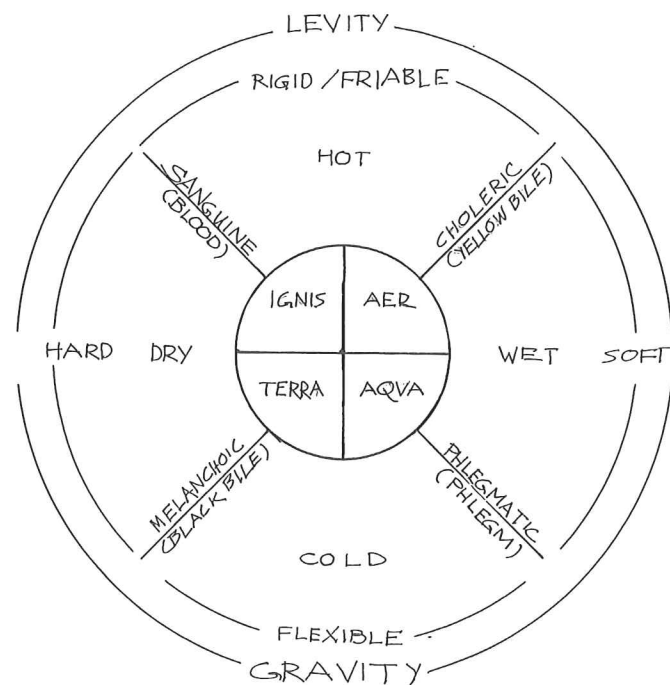 LEVITY
RIGID / FRIABLE
HOT
SANGUINE
(BLOOD)
CHOLERIC
(YELLOW BILE)
IGNIS
AER
HARD
DRY
WET
SOFT
TERRA
AQVA
MELANCHOIC
(BLACK BILE)
PHLEGMATIC
(PHLEGM)
COLD
FLEXIBLE
GRAVITY